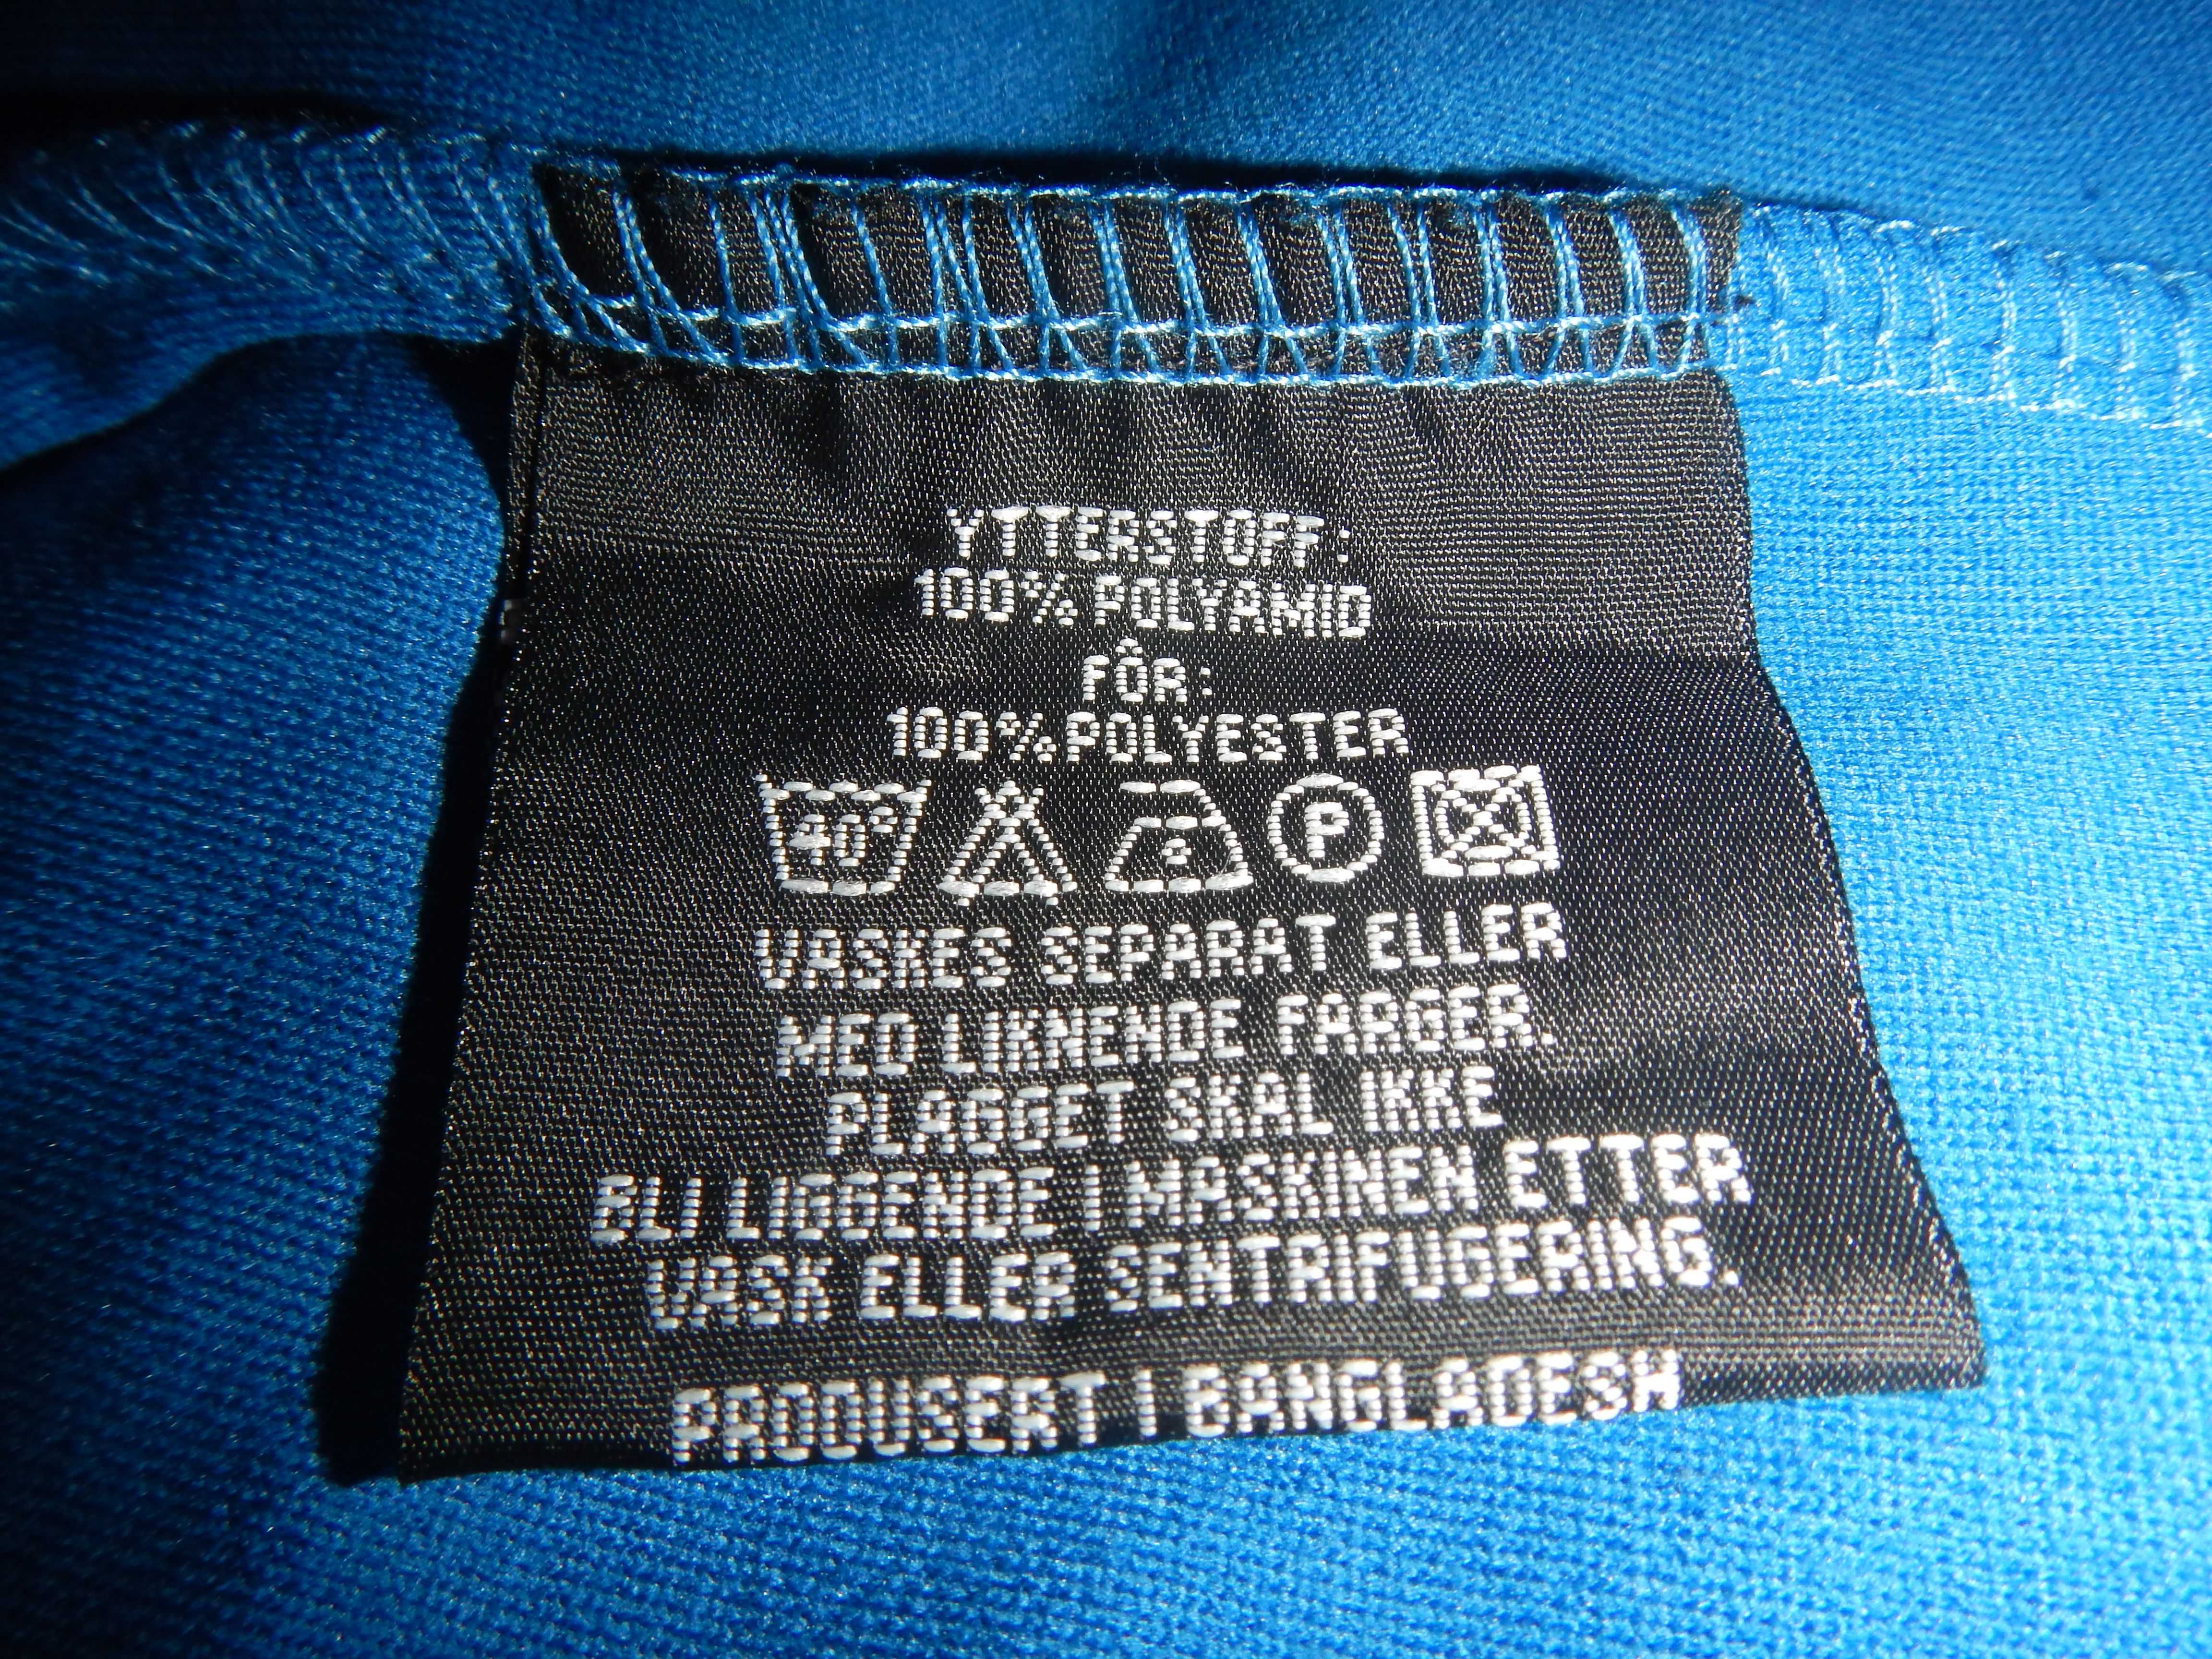 YTTERSTOFF:
100% POLYAMID
FÔR:
100% POLYESTER
40° P
VASKES SEPARAT ELLER
MED LIKNENDE FARGER.
PLAGGET SKAL IKKE
BLI LIGGENDE I MASKINEN ETTER
VASK ELLER SENTRIFUGERING.
PRODUSERT I BANGLADESH